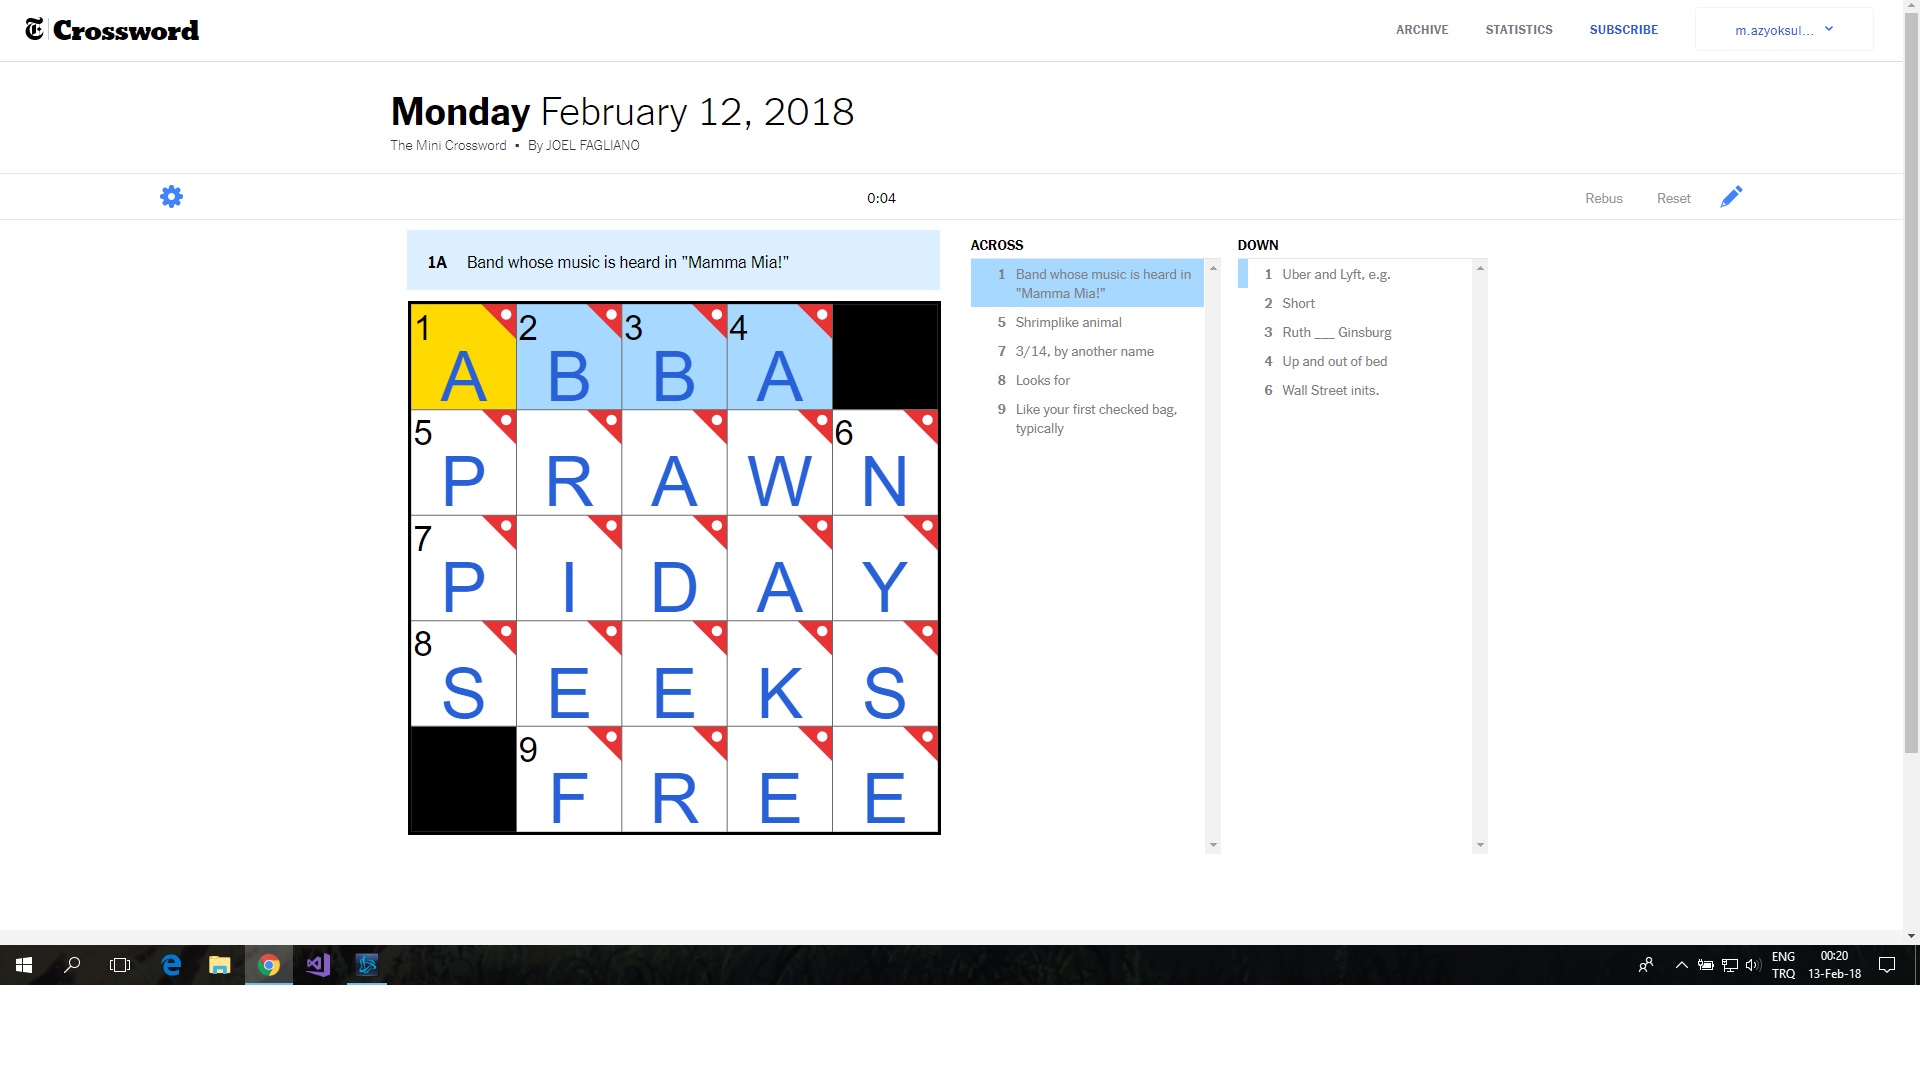 T Crossword
ARCHIVE STATISTICS SUBSCRIBE m.azyoksul...
Monday February 12, 2018
The Mini Crossword • By JOEL FAGLIANO
0:04
Rebus Reset
1A Band whose music is heard in "Mamma Mia!"
1 A 2 B 3 B 4 A
5 P R A W 6 N
7 P I D A Y
8 S E E K S
9 F R E E
ACROSS
1 Band whose music is heard in
"Mamma Mia!"
5 Shrimplike animal
7 3/14, by another name
8 Looks for
9 Like your first checked bag,
typically
DOWN
1 Uber and Lyft, e.g.
2 Short
3 Ruth ___ Ginsburg
4 Up and out of bed
6 Wall Street inits.
ENG
TRQ
00:20
13-Feb-18